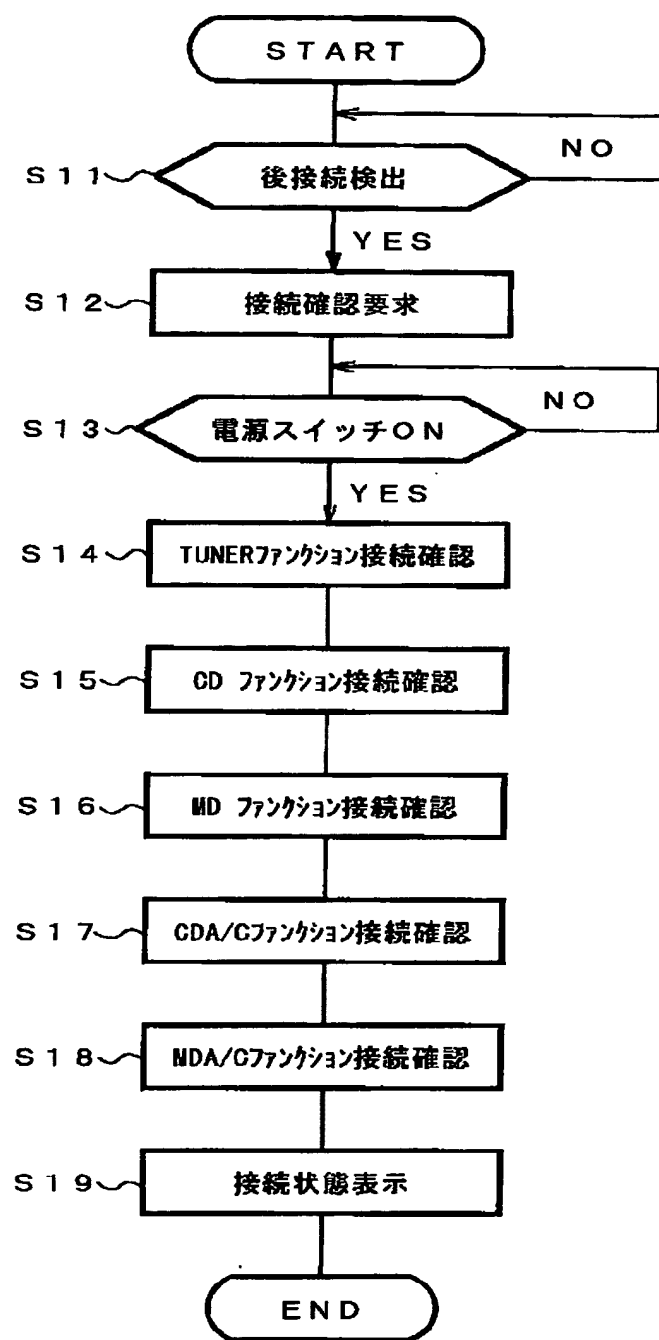 START
NO
S11 後接続検出
YES
S12 接続確認要求
NO
S13 電源スイッチON
YES
S14 TUNERファンクション接続確認
S15 CD ファンクション接続確認
S16 MD ファンクション接続確認
S17 CDA/Cファンクション接続確認
S18 MDA/Cファンクション接続確認
S19 接続状態表示
END